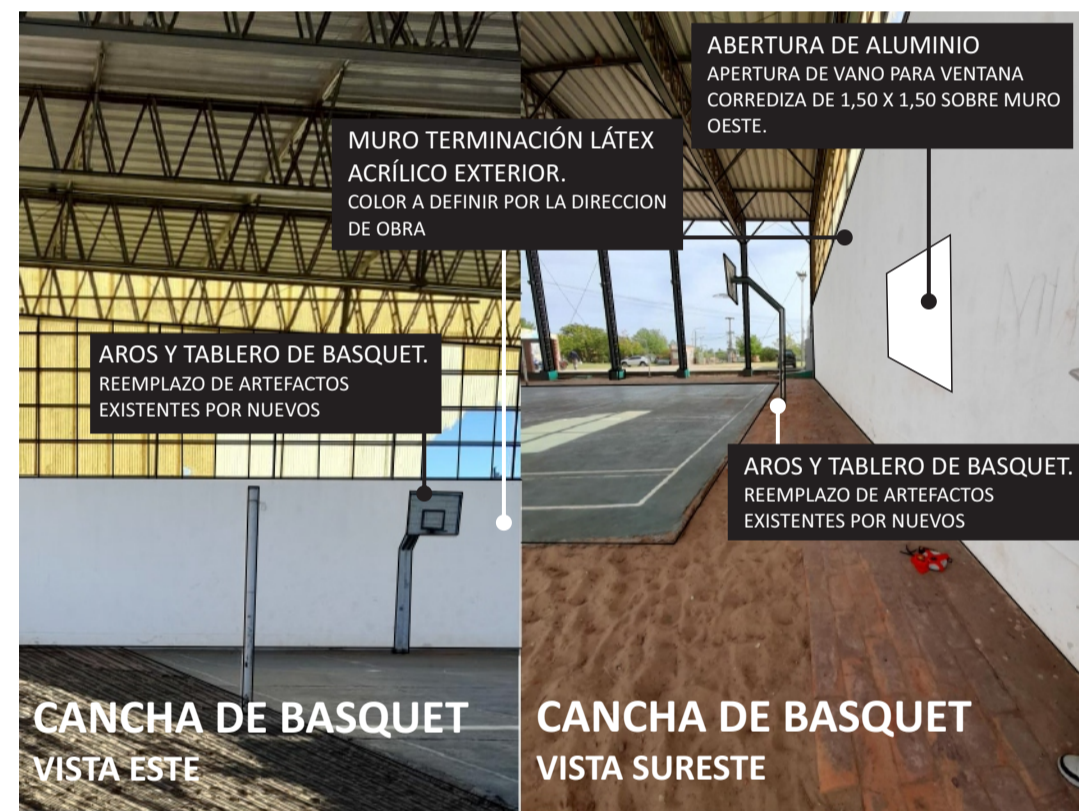 ABERTURA DE ALUMINIO
APERTURA DE VANO PARA VENTANA
CORREDIZA DE 1,50 X 1,50 SOBRE MURO
OESTE.
MURO TERMINACIÓN LÁTEX
ACRÍLICO EXTERIOR.
COLOR A DEFINIR POR LA DIRECCION
DE OBRA
AROS Y TABLERO DE BASQUET.
REEMPLAZO DE ARTEFACTOS
EXISTENTES POR NUEVOS
AROS Y TABLERO DE BASQUET.
REEMPLAZO DE ARTEFACTOS
EXISTENTES POR NUEVOS
CANCHA DE BASQUET
VISTA ESTE
CANCHA DE BASQUET
VISTA SURESTE